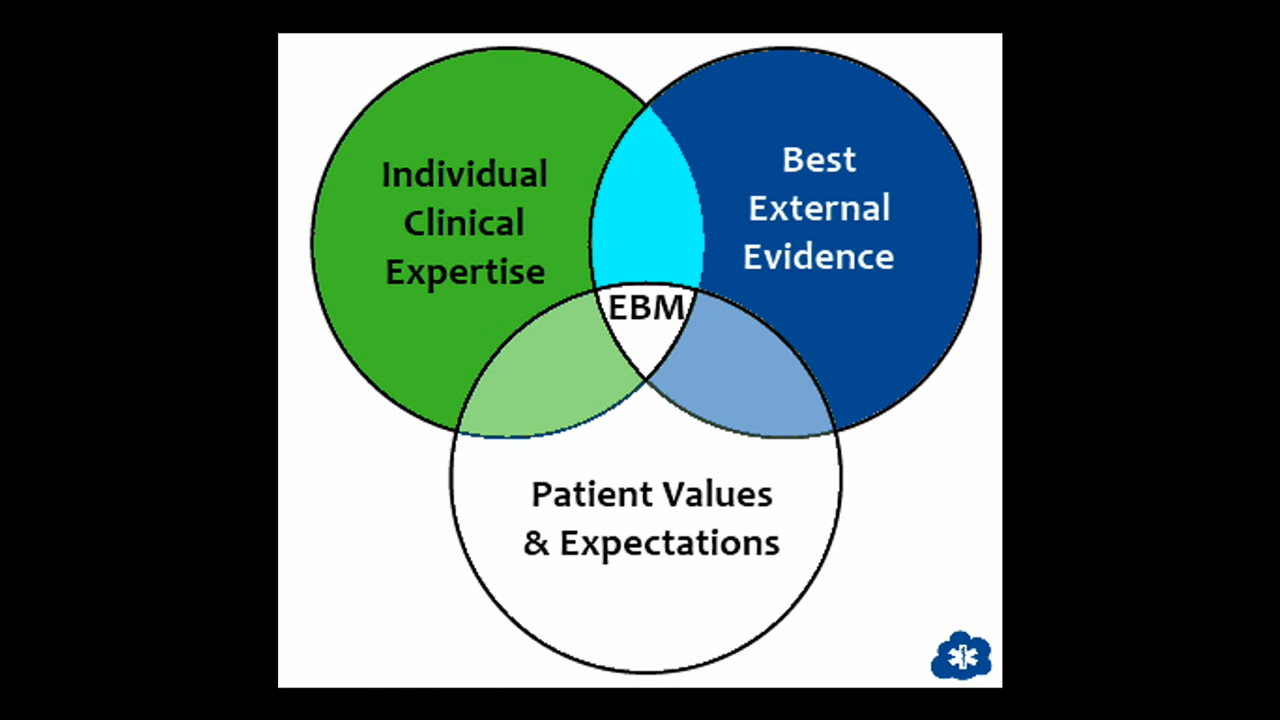 Individual
Clinical
Expertise
Best
External
Evidence
EBM
Patient Values
& Expectations